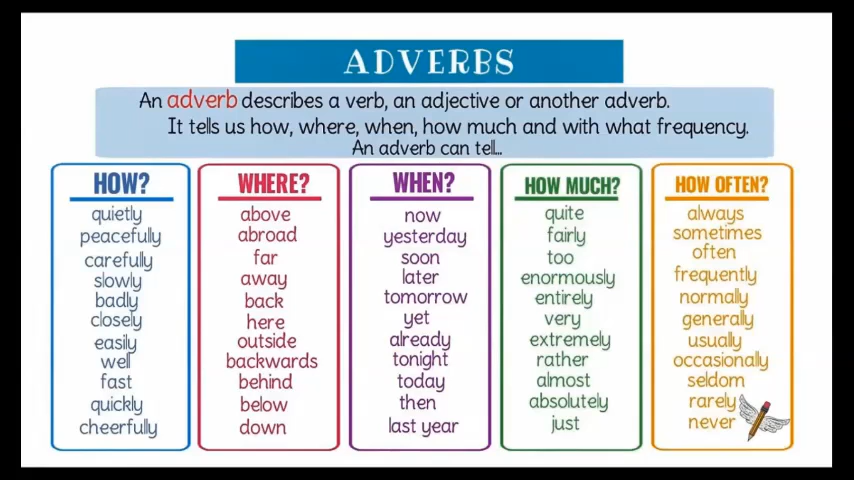 ADVERBS
An adverb describes a verb, an adjective or another adverb.
It tells us how, where, when, how much and with what frequency.
An adverb can tell...
HOW?
quietly
peacefully
carefully
slowly
badly
closely
easily
well
fast
quickly
cheerfully
WHERE?
above
abroad
far
away
back
here
outside
backwards
behind
below
down
WHEN?
now
yesterday
soon
later
tomorrow
yet
already
tonight
today
then
last year
HOW MUCH?
quite
fairly
too
enormously
entirely
very
extremely
rather
almost
absolutely
just
HOW OFTEN?
always
sometimes
often
frequently
normally
generally
usually
occasionally
seldom
rarely
never